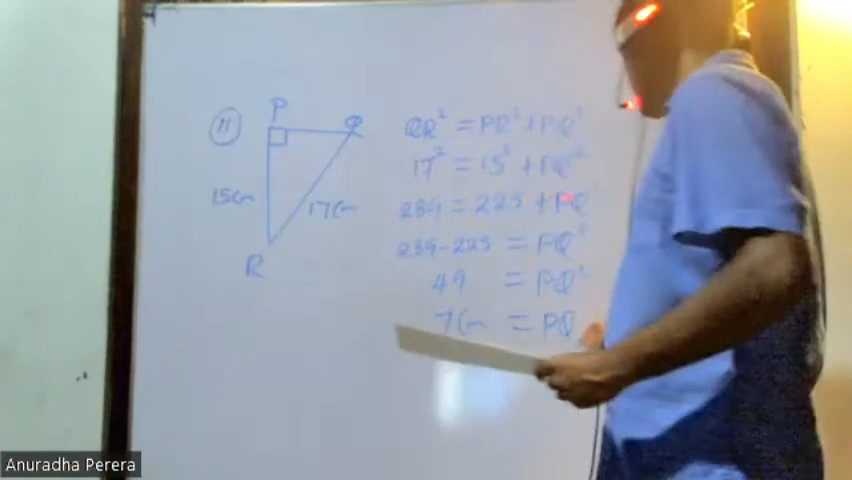 11
P
Q
15cm
17cm
R
QR² = PR² + PQ²
17² = 15² + PQ²
289 = 225 + PQ²
289-225 = PQ²
49 = PQ²
7cm = PQ
Anuradha Perera